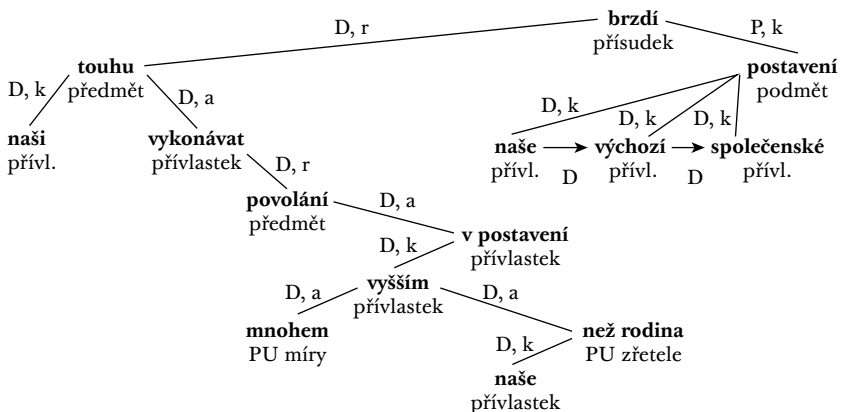 D, r
brzdí
přísudek
P, k
touhu
předmět
postavení
podmět
D, k
D, a
D, k
D, k
D, k
naši
přívl.
vykonávat
přívlastek
naše
přívl.
D
výchozí
přívl.
D
společenské
přívl.
D, r
povolání
předmět
D, a
v postavení
přívlastek
D, k
vyšším
přívlastek
D, a
D, a
mnohem
PU míry
než rodina
PU zřetele
D, k
naše
přívlastek